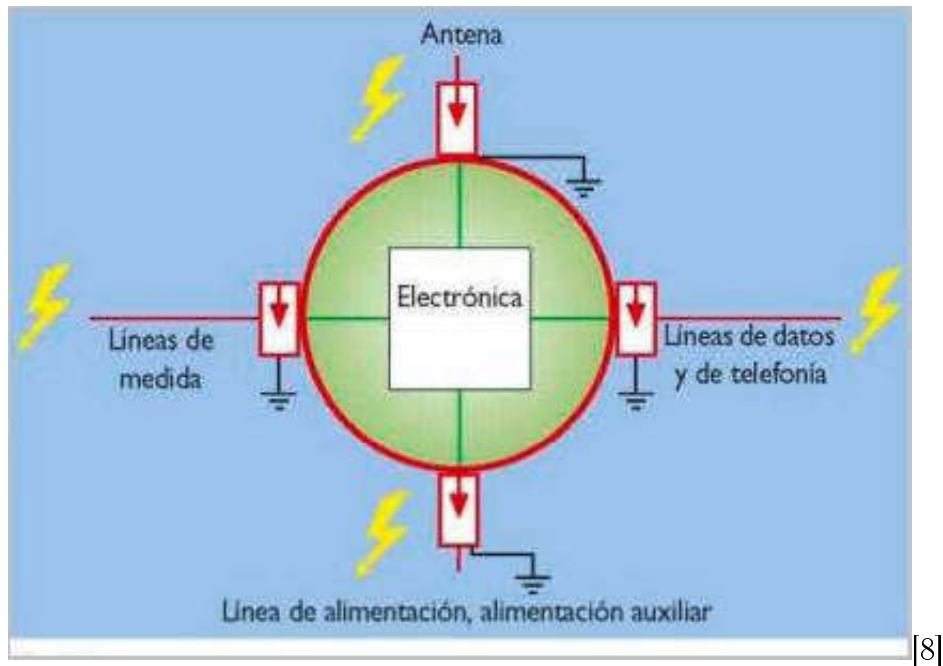 Antena
Electrónica
Líneas de
medida
Líneas de datos
y de telefonía
Línea de alimentación, alimentación auxiliar
[8]